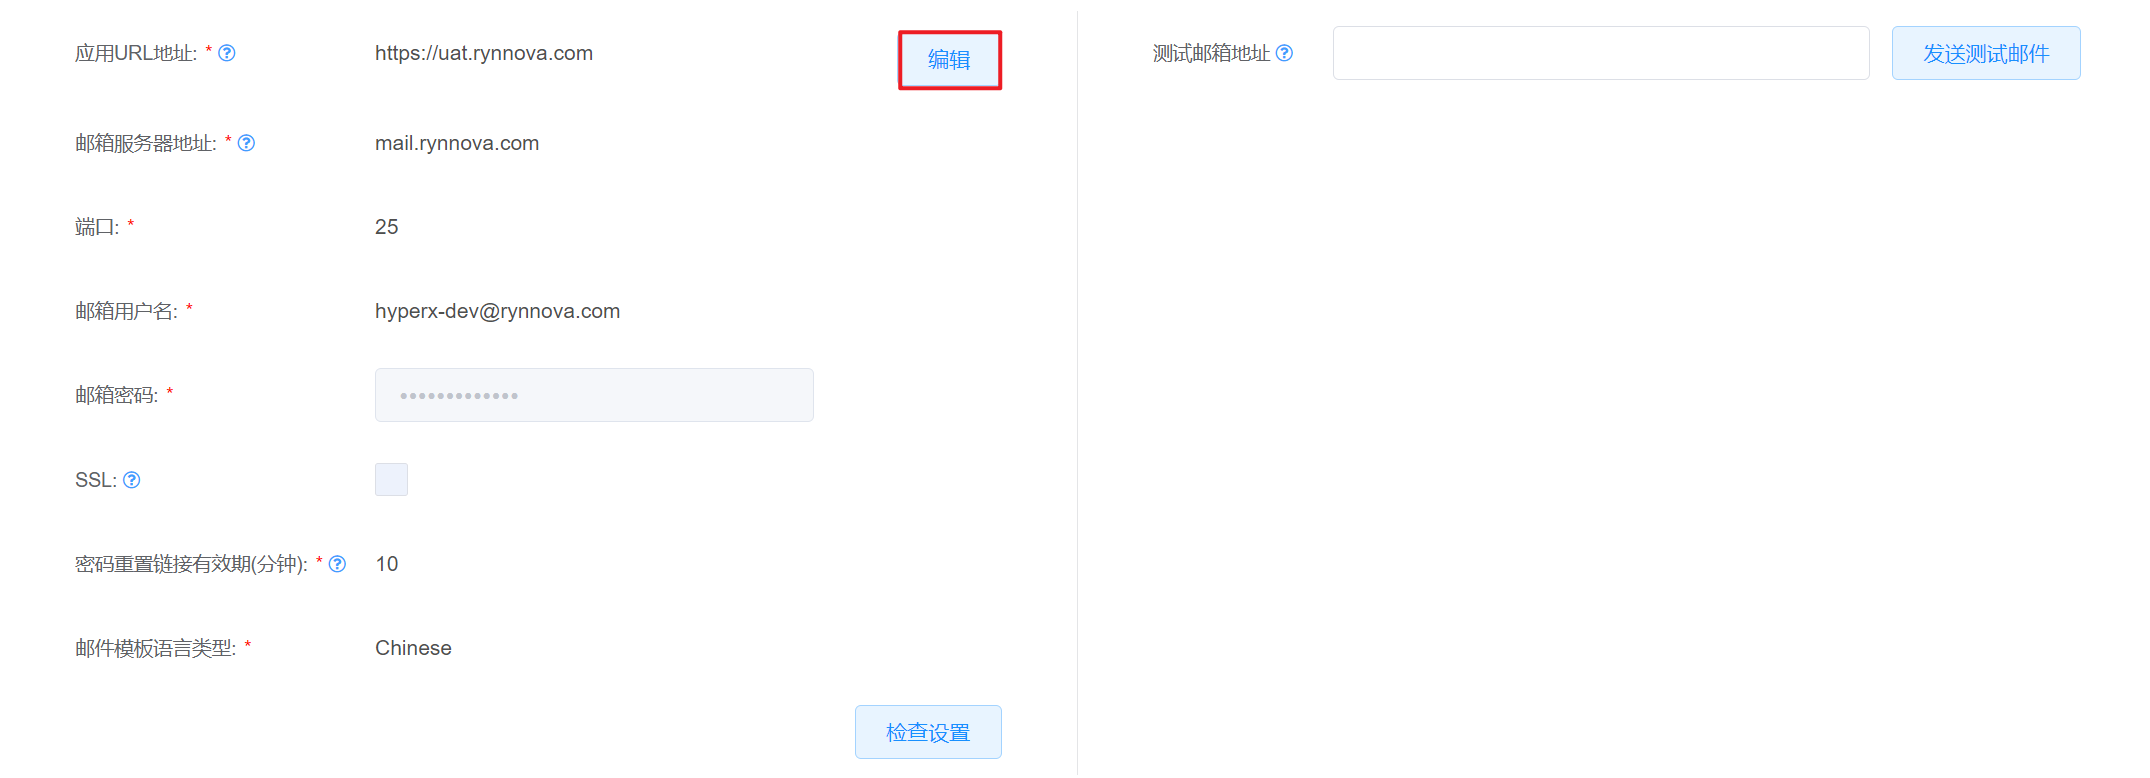 应用URL地址: * https://uat.rynnova.com 编辑
邮箱服务器地址: * mail.rynnova.com
端口: * 25
邮箱用户名: * hyperx-dev@rynnova.com
邮箱密码: * •••••••••••••
SSL:
密码重置链接有效期(分钟): * 10
邮件模板语言类型: * Chinese
检查设置
测试邮箱地址 发送测试邮件